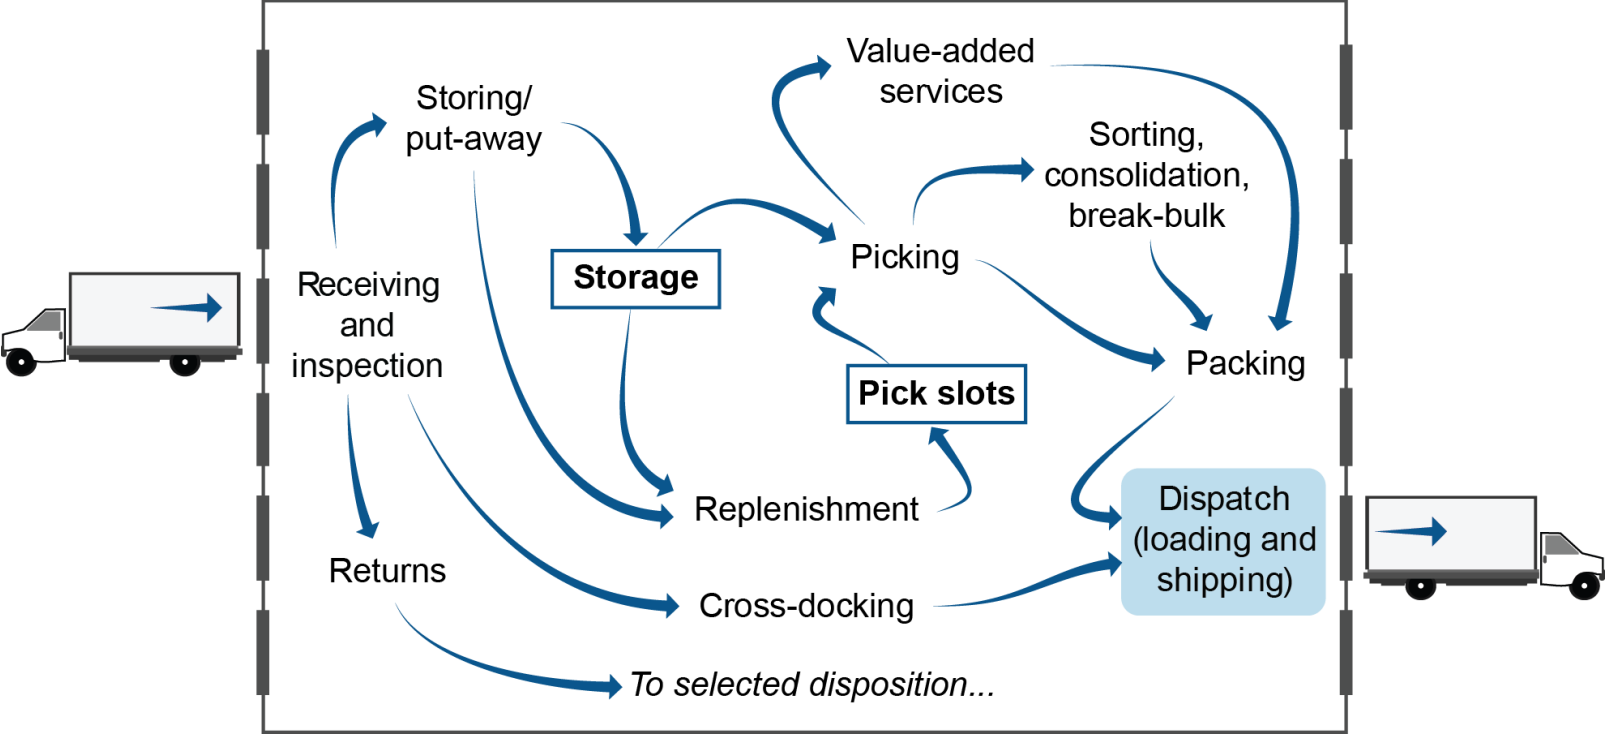 Value-added
services
Storing/
put-away
Sorting,
consolidation,
break-bulk
Picking
Storage
Receiving
and
inspection
Packing
Pick slots
Replenishment
Dispatch
(loading and
shipping)
Returns
Cross-docking
To selected disposition...